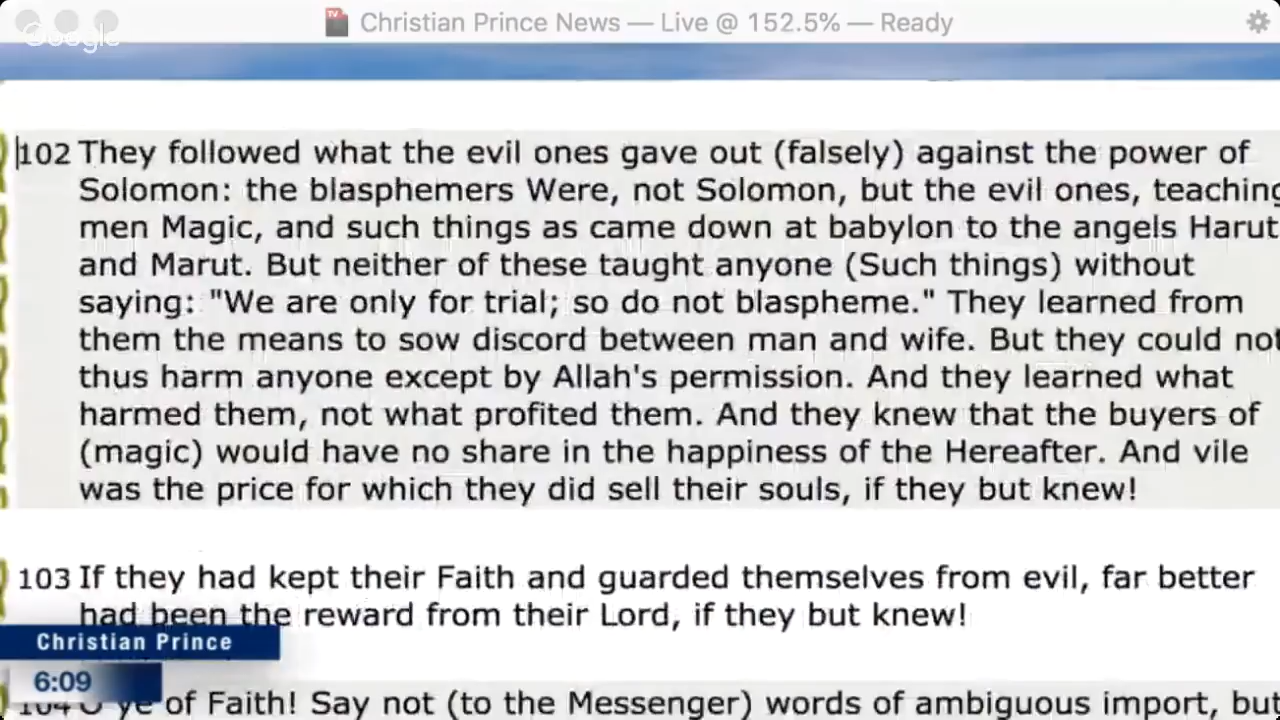 Google
Christian Prince News — Live @ 152.5% — Ready
102 They followed what the evil ones gave out (falsely) against the power of
Solomon: the blasphemers Were, not Solomon, but the evil ones, teaching
men Magic, and such things as came down at babylon to the angels Harut
and Marut. But neither of these taught anyone (Such things) without
saying: "We are only for trial; so do not blaspheme." They learned from
them the means to sow discord between man and wife. But they could not
thus harm anyone except by Allah's permission. And they learned what
harmed them, not what profited them. And they knew that the buyers of
(magic) would have no share in the happiness of the Hereafter. And vile
was the price for which they did sell their souls, if they but knew!
103 If they had kept their Faith and guarded themselves from evil, far better
had been the reward from their Lord, if they but knew!
Christian Prince
6:09
104 O ye of Faith! Say not (to the Messenger) words of ambiguous import, but